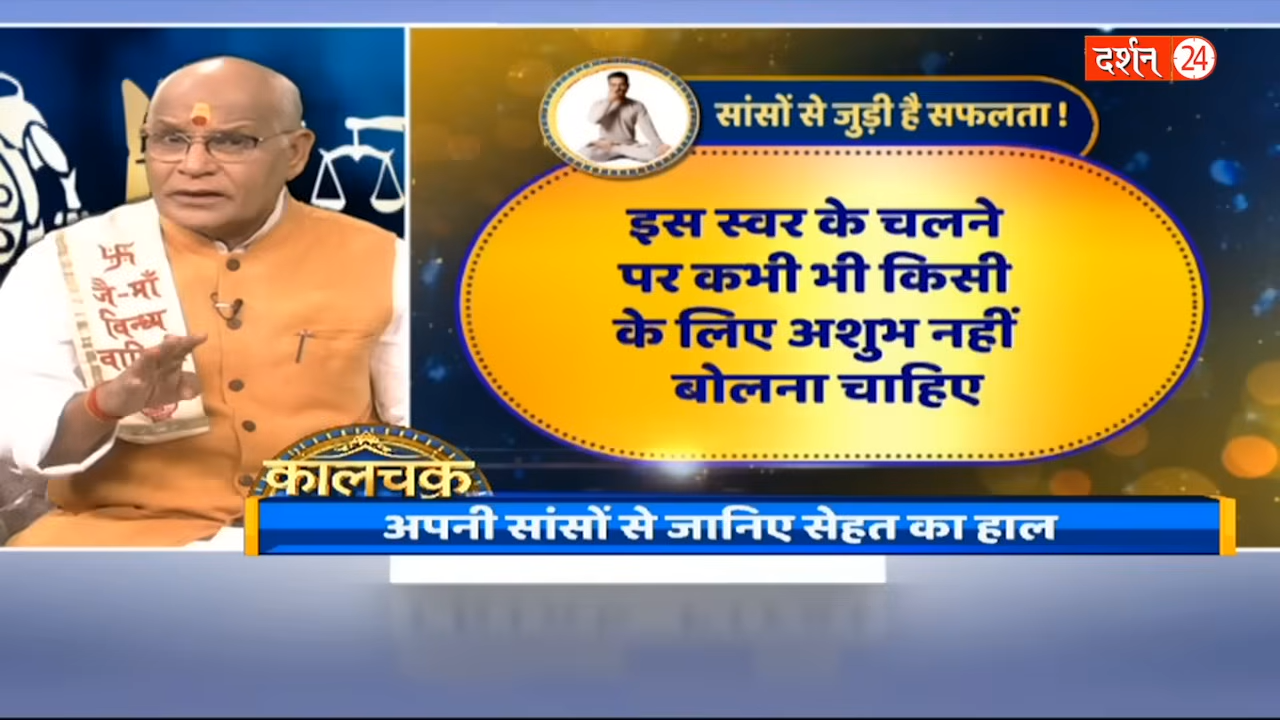 दर्शन 24
सांसों से जुड़ी है सफलता !
इस स्वर के चलने
पर कभी भी किसी
के लिए अशुभ नहीं
बोलना चाहिए
जै-माँ
विन्ध्य
कालचक्र
अपनी सांसों से जानिए सेहत का हाल